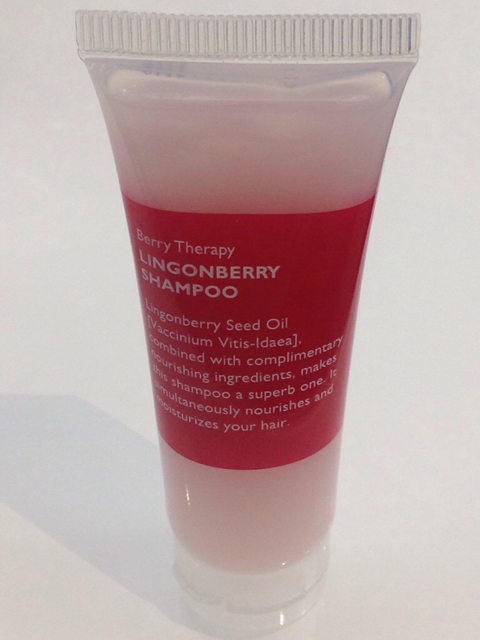 Berry Therapy
LINGONBERRY
SHAMPOO
Lingonberry Seed Oil
[Vaccinium Vitis-Idaea],
combined with complimentary
nourishing ingredients, makes
this shampoo a superb one. It
simultaneously nourishes and
moisturizes your hair.